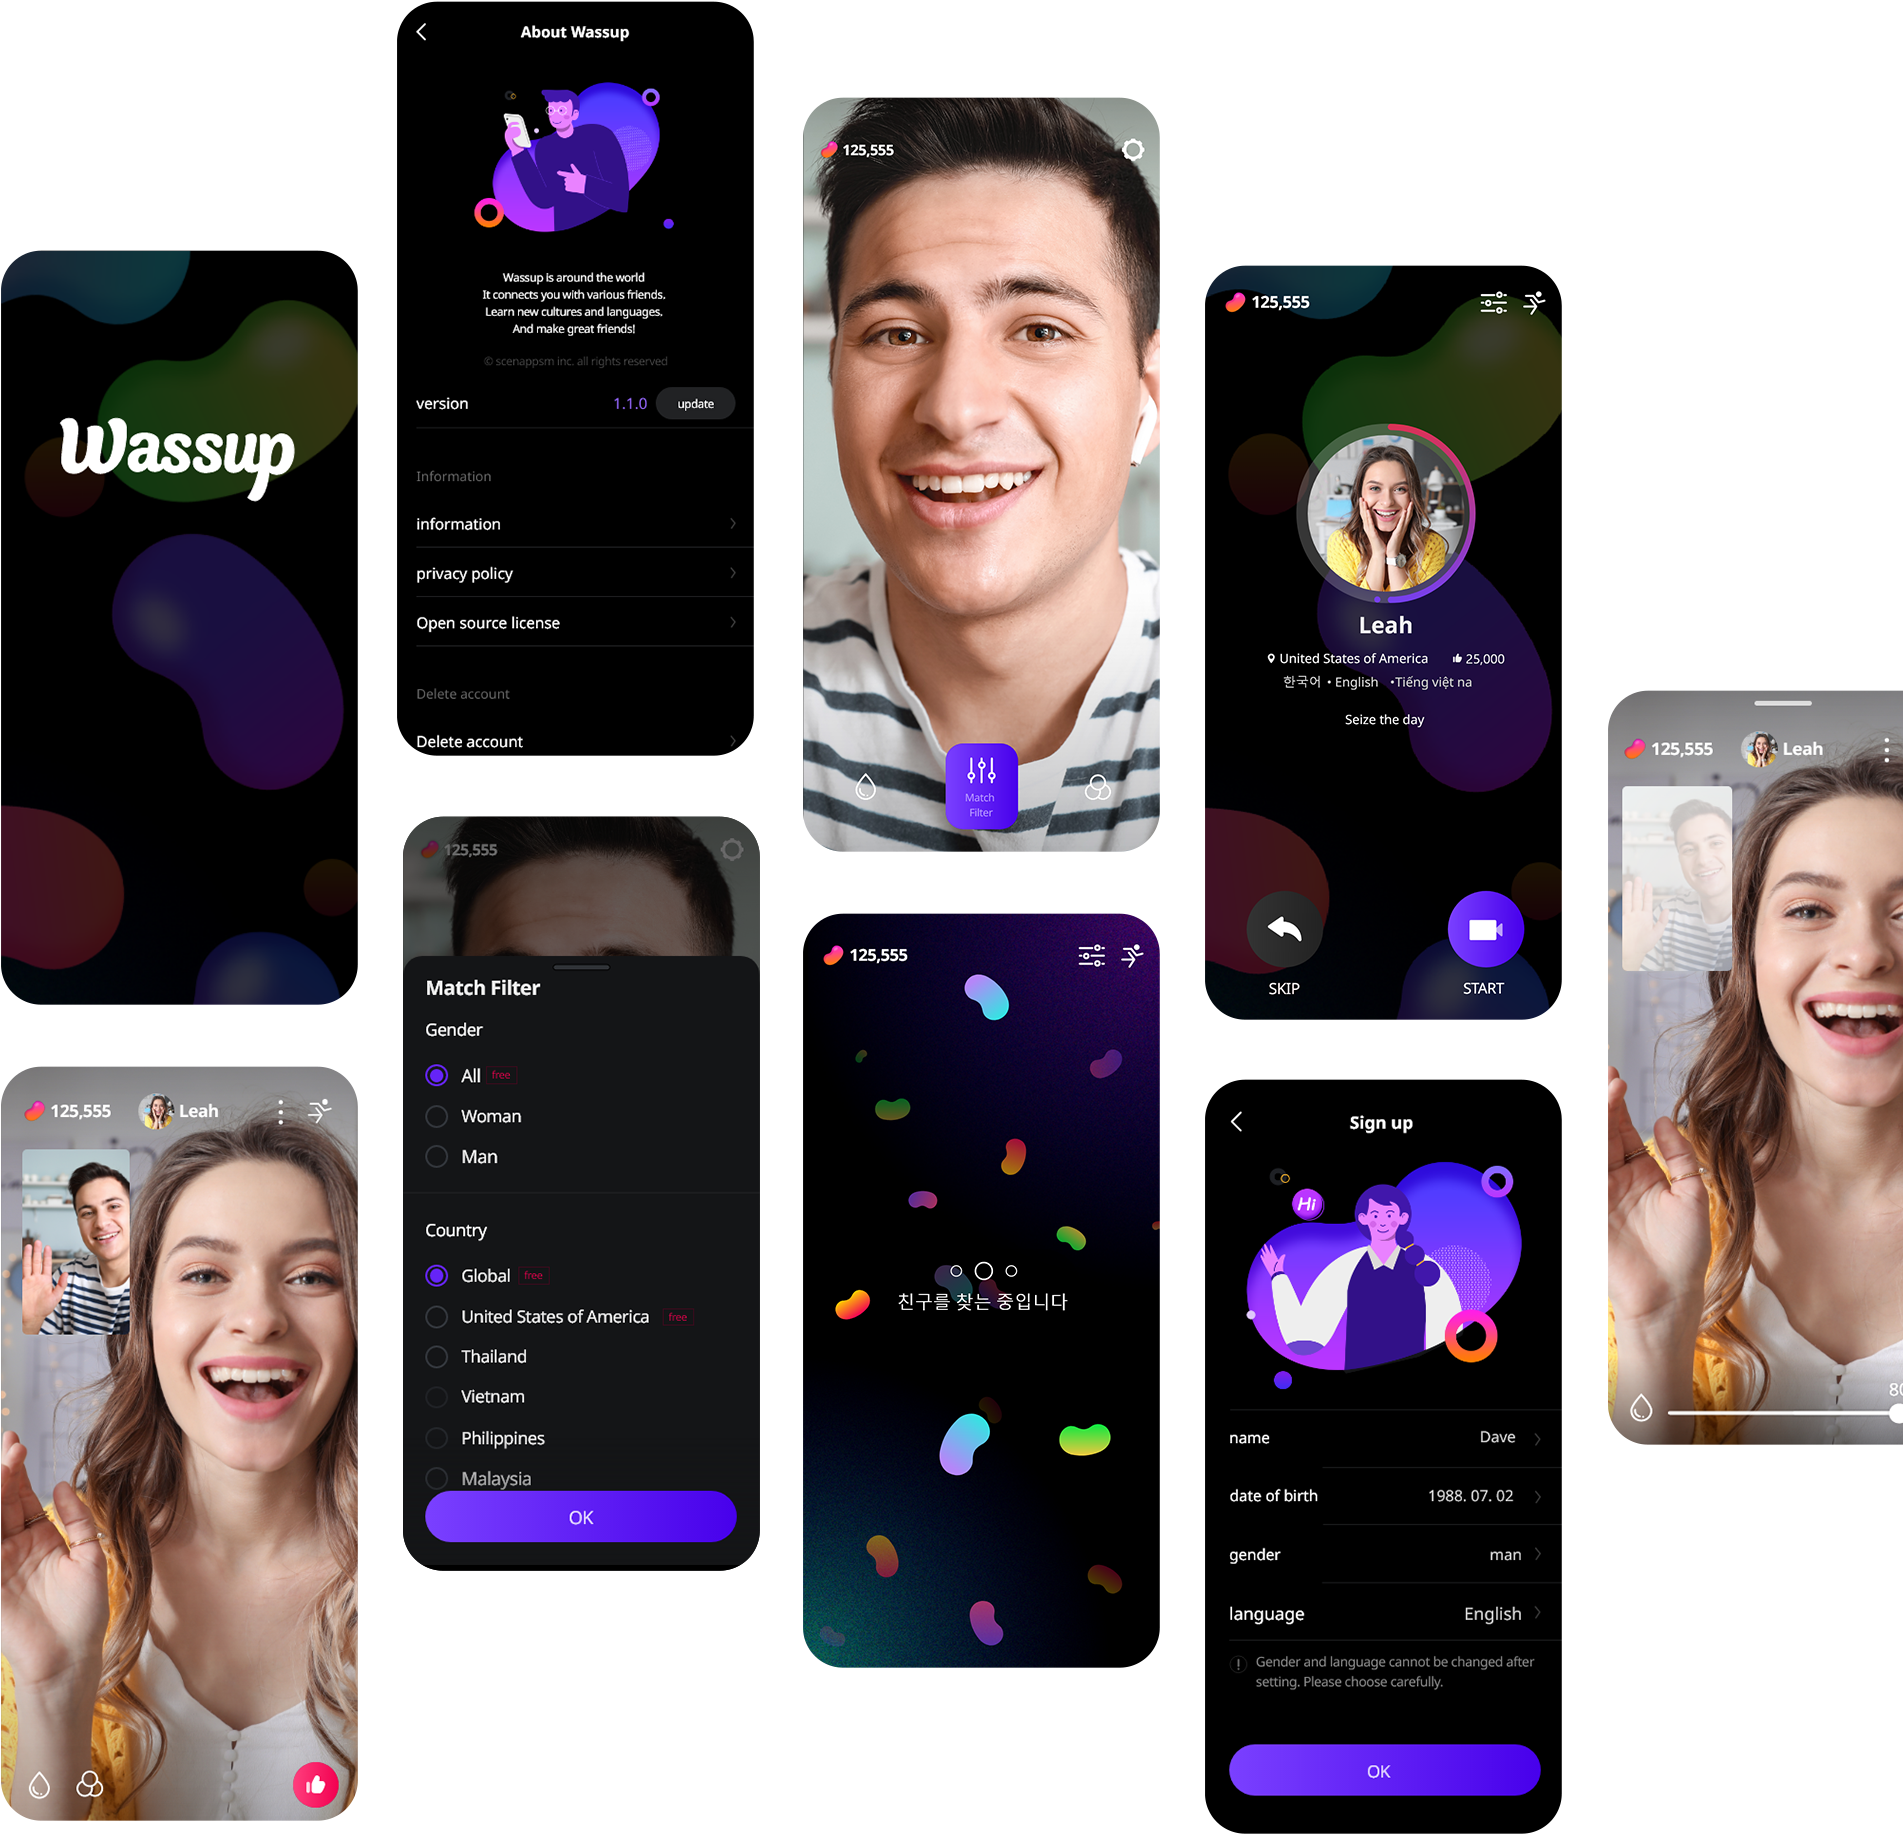 Wassup
125,555
Leah
About Wassup
Wassup is around the world
It connects you with various friends.
Learn new cultures and languages.
And make great friends!
© scenappsm inc. all rights reserved
version 1.1.0 update
Information
information
privacy policy
Open source license
Delete account
Delete account
125,555
Match Filter
Gender
All free
Woman
Man
Country
Global free
United States of America free
Thailand
Vietnam
Philippines
Malaysia
OK
125,555
Match
Filter
125,555
친구를 찾는 중입니다
125,555
Leah
United States of America 25,000
한국어 • English •Tiếng việt na
Seize the day
SKIP START
Sign up
Hi
name Dave
date of birth 1988. 07. 02
gender man
language English
Gender and language cannot be changed after
setting. Please choose carefully.
OK
125,555
Leah
80